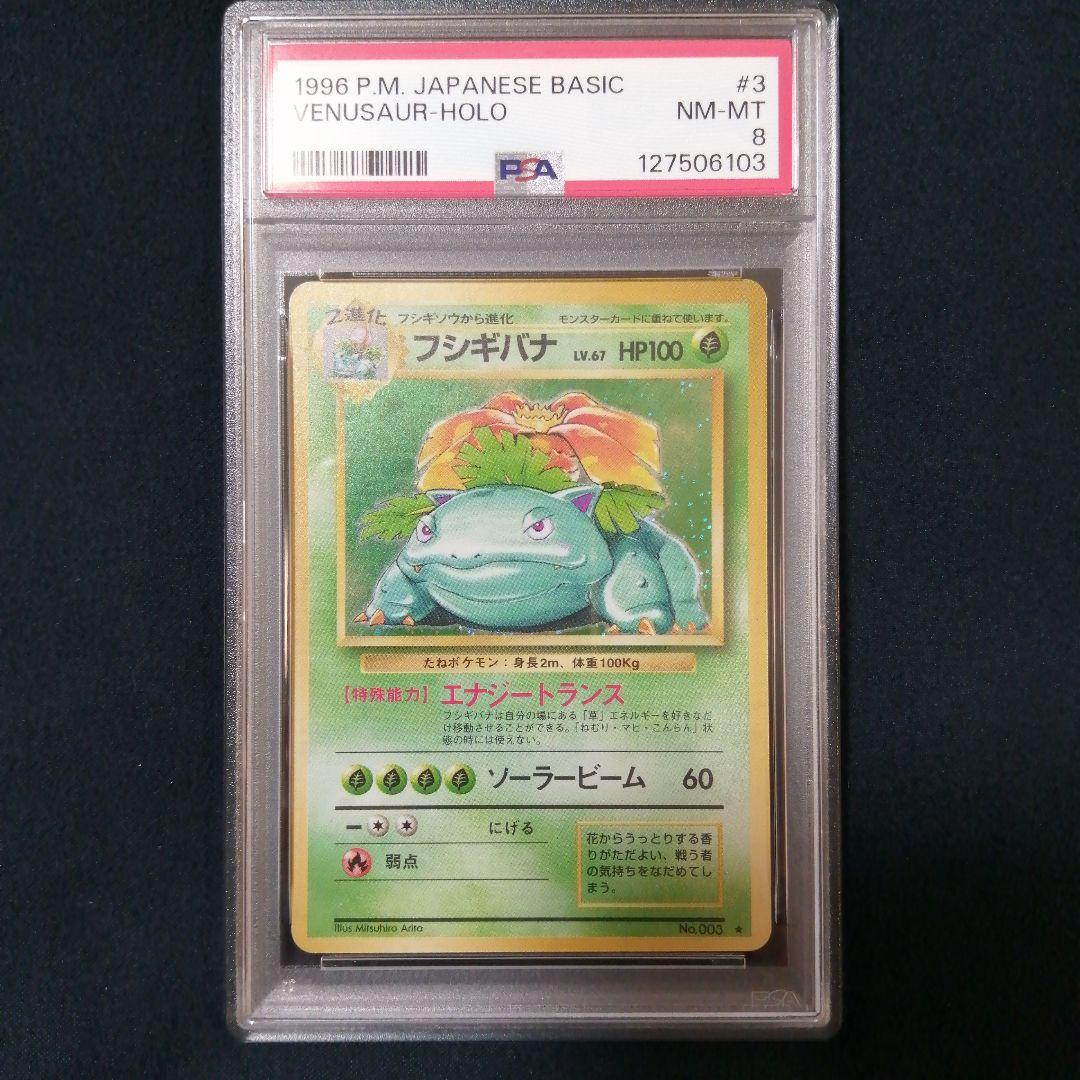 1996 P.M. JAPANESE BASIC #3
VENUSAUR-HOLO NM-MT
8
PSA 127506103
2進化 フシギソウから進化 モンスターカードに重ねて使います。
フシギバナ LV.67 HP100
たねポケモン：身長2m、体重100Kg
【特殊能力】エナジートランス
フシギバナは自分の場にある「草」エネルギーを好きなだ
け移動させることができる。「ねむり・マヒ・こんらん」状
態の時には使えない。
ソーラービーム 60
ー にげる
弱点
花からうっとりする香
りがただよい、戦う者
の気持ちをなだめてし
まう。
Illus. Mitsuhiro Arita No.003 ★
PSA